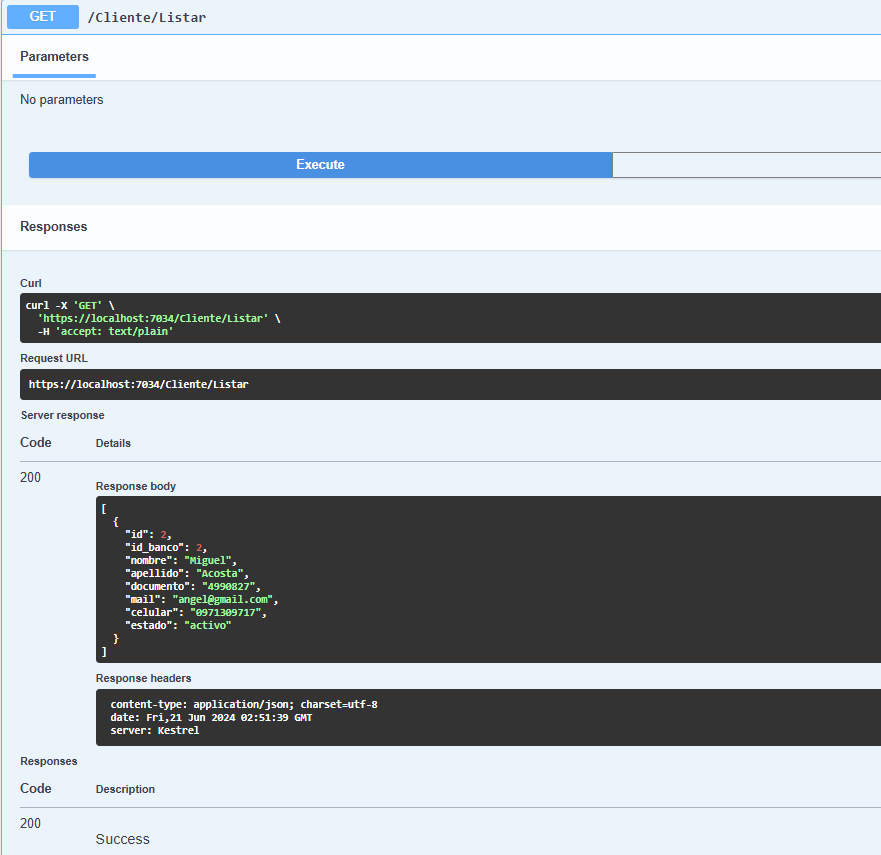 GET /Cliente/Listar
Parameters
No parameters
Execute
Responses
Curl
curl -X 'GET' \
  'https://localhost:7034/Cliente/Listar' \
  -H 'accept: text/plain'
Request URL
https://localhost:7034/Cliente/Listar
Server response
Code Details
200
Response body
[
  {
    "id": 2,
    "id_banco": 2,
    "nombre": "Miguel",
    "apellido": "Acosta",
    "documento": "4990827",
    "mail": "angel@gmail.com",
    "celular": "0971309717",
    "estado": "activo"
  }
]
Response headers
content-type: application/json; charset=utf-8
date: Fri,21 Jun 2024 02:51:39 GMT
server: Kestrel
Responses
Code Description
200
Success